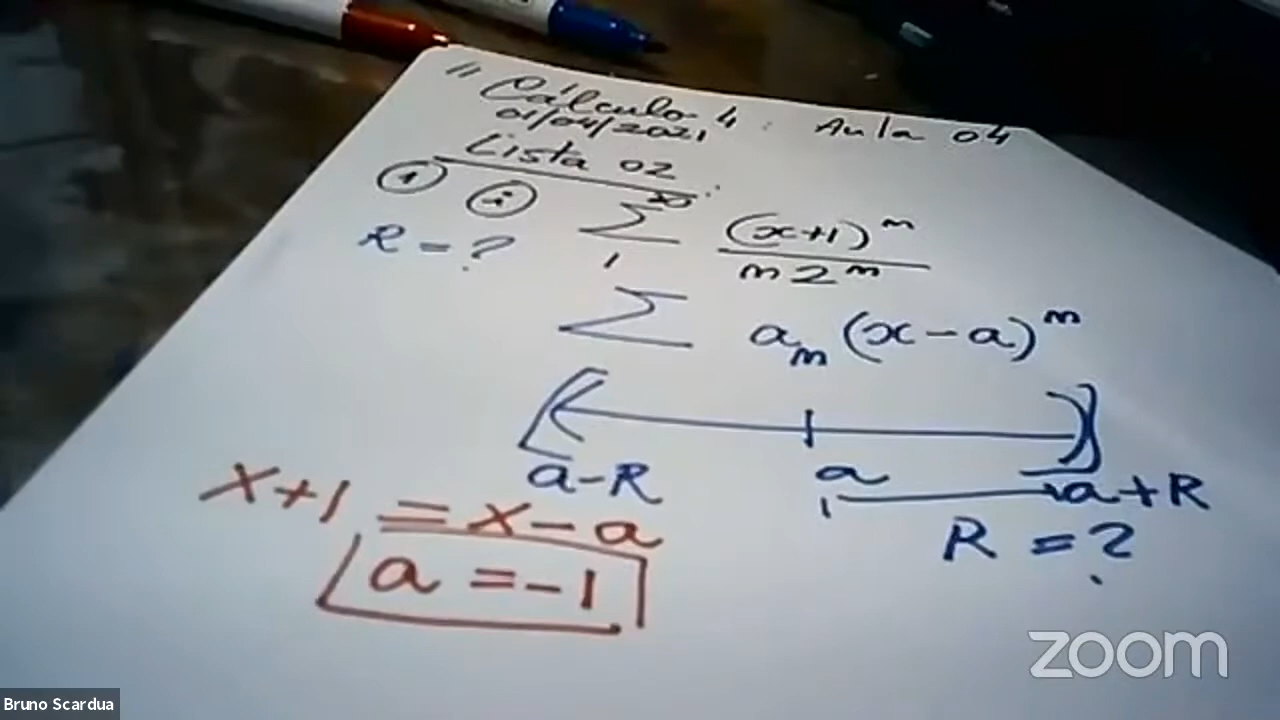 " Cálculo 4 : Aula 04
01/04/2021
Lista 02
① ⓘ ∑ ∞ 1 (x+1)^n / n2^n
R = ?
∑ a_n (x-a)^n
a-R a a+R
x+1 = x-a
R = ?
a = -1
zoom
Bruno Scardua